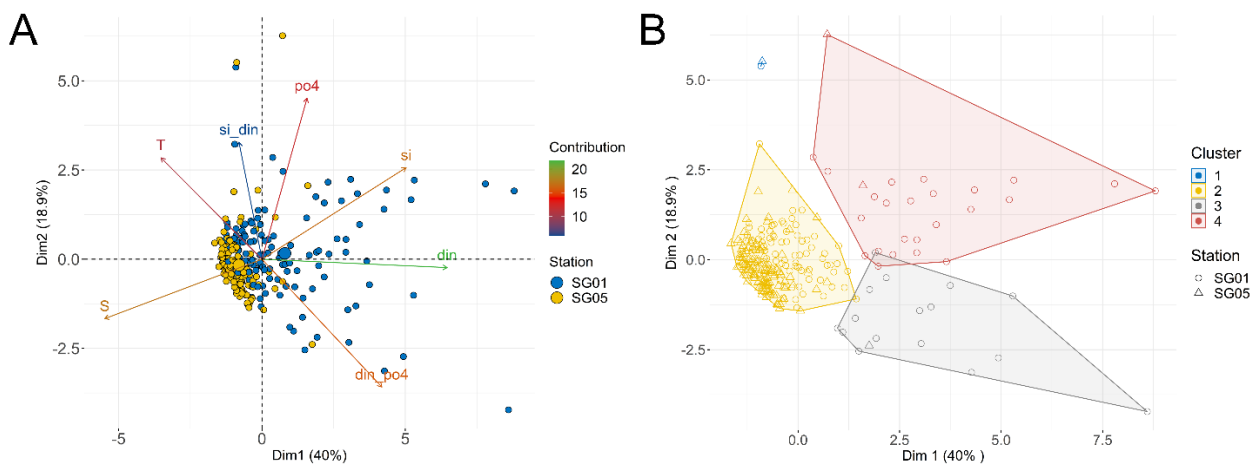 A
Dim2 (18.9%)
5.0
2.5
0.0
-2.5
-5
0
5
Dim1 (40%)
po4
si_din
T
si
din
S
din_po4
Contribution
20
15
10
Station
SG01
SG05
B
Dim 2 (18.9% )
5.0
2.5
0.0
-2.5
0.0
2.5
5.0
7.5
Dim 1 (40% )
Cluster
1
2
3
4
Station
SG01
SG05